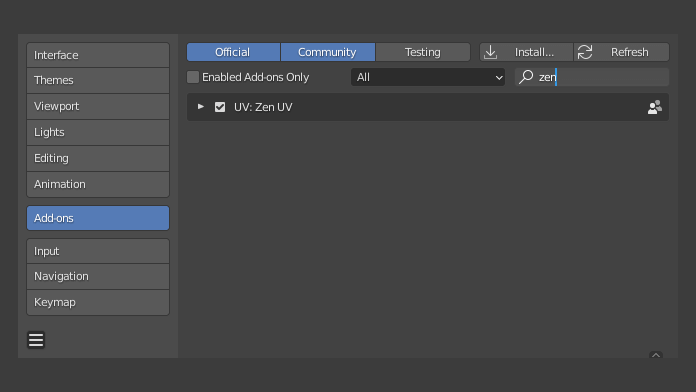 Interface
Themes
Viewport
Lights
Editing
Animation
Add-ons
Input
Navigation
Keymap
Official Community Testing Install... Refresh
Enabled Add-ons Only All zen
UV: Zen UV